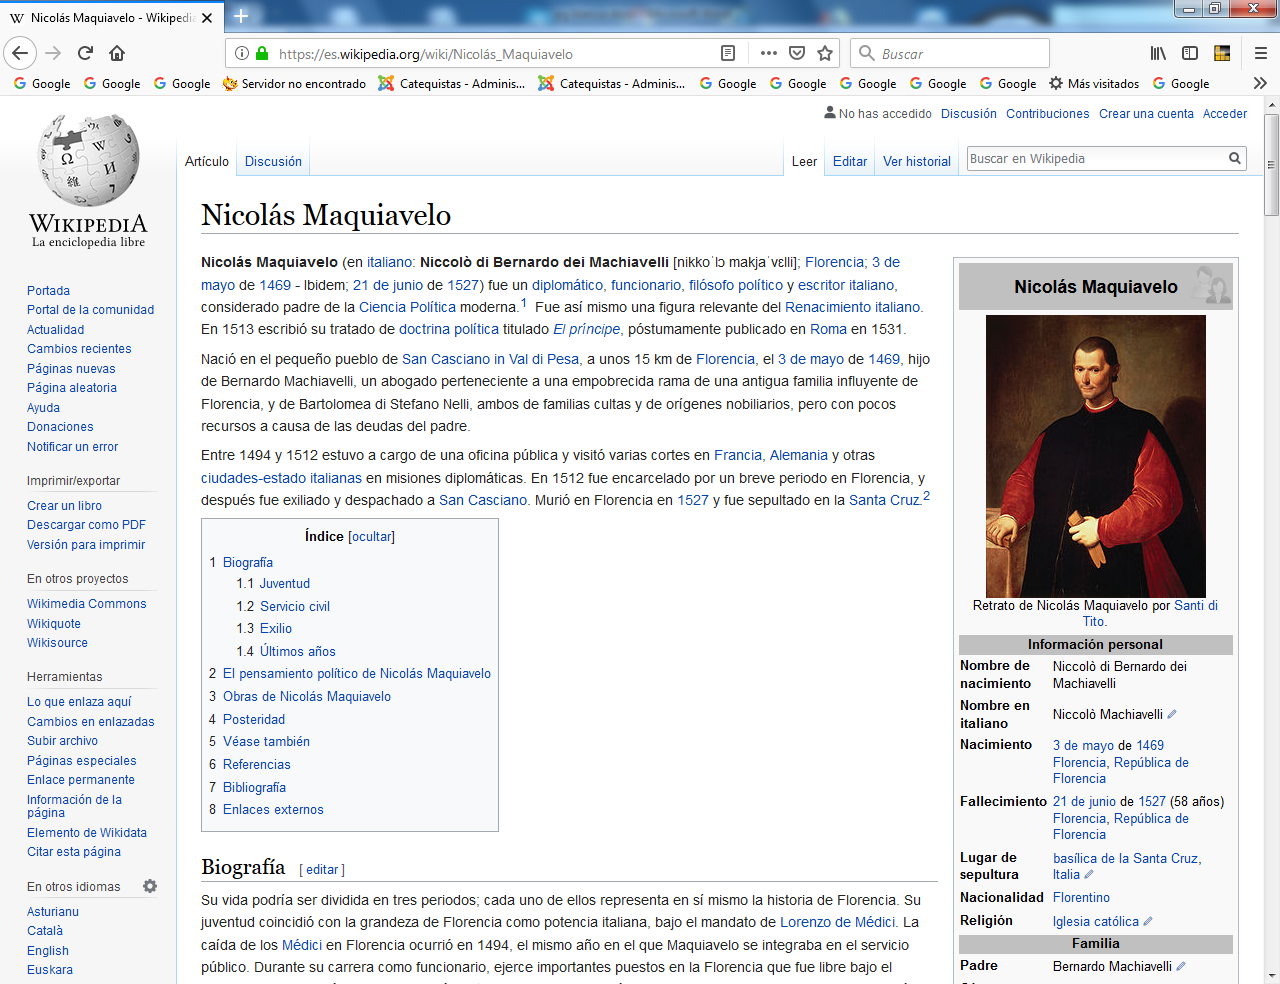 Nicolás Maquiavelo - Wikipedia
https://es.wikipedia.org/wiki/Nicolás_Maquiavelo
Buscar
Google Google Google Servidor no encontrado Catequistas - Adminis... Catequistas - Adminis... Google Google Google Google Google Más visitados Google
No has accedido Discusión Contribuciones Crear una cuenta Acceder
Artículo Discusión Leer Editar Ver historial Buscar en Wikipedia
WIKIPEDIA
La enciclopedia libre
Portada
Portal de la comunidad
Actualidad
Cambios recientes
Páginas nuevas
Página aleatoria
Ayuda
Donaciones
Notificar un error
Imprimir/exportar
Crear un libro
Descargar como PDF
Versión para imprimir
En otros proyectos
Wikimedia Commons
Wikiquote
Wikisource
Herramientas
Lo que enlaza aquí
Cambios en enlazadas
Subir archivo
Páginas especiales
Enlace permanente
Información de la
página
Elemento de Wikidata
Citar esta página
En otros idiomas
Asturianu
Català
English
Euskara
Nicolás Maquiavelo
Nicolás Maquiavelo (en italiano: Niccolò di Bernardo dei Machiavelli [nikkoˈlɔ makjaˈvɛlli]; Florencia; 3 de
mayo de 1469 - Ibidem; 21 de junio de 1527) fue un diplomático, funcionario, filósofo político y escritor italiano,
considerado padre de la Ciencia Política moderna.1 Fue así mismo una figura relevante del Renacimiento italiano.
En 1513 escribió su tratado de doctrina política titulado El príncipe, póstumamente publicado en Roma en 1531.
Nació en el pequeño pueblo de San Casciano in Val di Pesa, a unos 15 km de Florencia, el 3 de mayo de 1469, hijo
de Bernardo Machiavelli, un abogado perteneciente a una empobrecida rama de una antigua familia influyente de
Florencia, y de Bartolomea di Stefano Nelli, ambos de familias cultas y de orígenes nobiliarios, pero con pocos
recursos a causa de las deudas del padre.
Entre 1494 y 1512 estuvo a cargo de una oficina pública y visitó varias cortes en Francia, Alemania y otras
ciudades-estado italianas en misiones diplomáticas. En 1512 fue encarcelado por un breve periodo en Florencia, y
después fue exiliado y despachado a San Casciano. Murió en Florencia en 1527 y fue sepultado en la Santa Cruz.2
Índice [ocultar]
1 Biografía
1.1 Juventud
1.2 Servicio civil
1.3 Exilio
1.4 Últimos años
2 El pensamiento político de Nicolás Maquiavelo
3 Obras de Nicolás Maquiavelo
4 Posteridad
5 Véase también
6 Referencias
7 Bibliografía
8 Enlaces externos
Biografía [ editar ]
Su vida podría ser dividida en tres periodos; cada uno de ellos representa en sí mismo la historia de Florencia. Su
juventud coincidió con la grandeza de Florencia como potencia italiana, bajo el mandato de Lorenzo de Médici. La
caída de los Médici en Florencia ocurrió en 1494, el mismo año en el que Maquiavelo se integraba en el servicio
público. Durante su carrera como funcionario, ejerce importantes puestos en la Florencia que fue libre bajo el
Nicolás Maquiavelo
Retrato de Nicolás Maquiavelo por Santi di
Tito.
Información personal
Nombre de nacimiento Niccolò di Bernardo dei Machiavelli
Nombre en italiano Niccolò Machiavelli
Nacimiento 3 de mayo de 1469
Florencia, República de
Florencia
Fallecimiento 21 de junio de 1527 (58 años)
Florencia, República de
Florencia
Lugar de sepultura basílica de la Santa Cruz, Italia
Nacionalidad Florentino
Religión Iglesia católica
Familia
Padre Bernardo Machiavelli